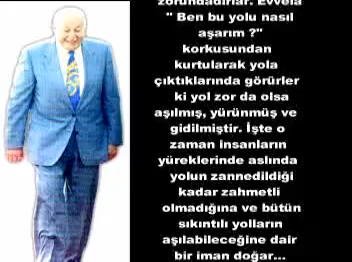 zorundadırlar. Evvela
" Ben bu yolu nasıl
aşarım ?"
korkusundan
kurtularak yola
çıktıklarında görürler
ki yol zor da olsa
aşılmış, yürünmüş ve
gidilmiştir. İşte o
zaman insanların
yüreklerinde aslında
yolun zannedildiği
kadar zahmetli
olmadığına ve bütün
sıkıntılı yolların
aşılabileceğine dair
bir iman doğar...